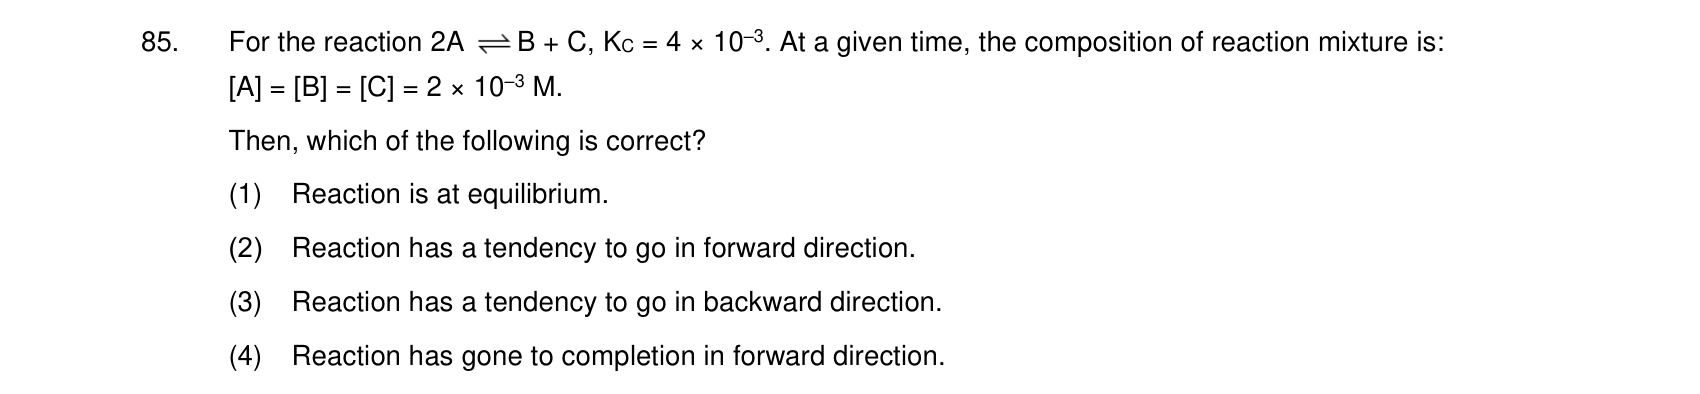 85. For the reaction 2A ⇌ B + C, KC = 4 × 10–3. At a given time, the composition of reaction mixture is:
[A] = [B] = [C] = 2 × 10–3 M.
Then, which of the following is correct?
(1) Reaction is at equilibrium.
(2) Reaction has a tendency to go in forward direction.
(3) Reaction has a tendency to go in backward direction.
(4) Reaction has gone to completion in forward direction.